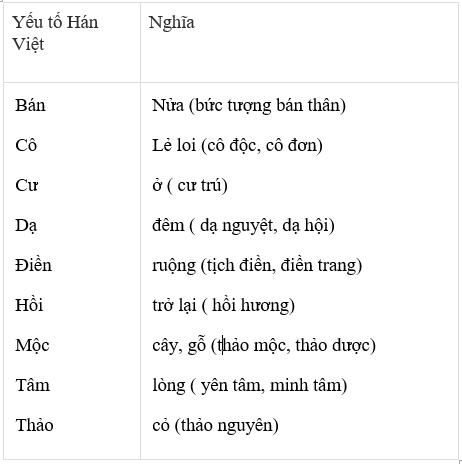 Yếu tố Hán Nghĩa
Việt
Bán Nửa (bức tượng bán thân)
Cô Lẻ loi (cô độc, cô đơn)
Cư ở ( cư trú)
Dạ đêm ( dạ nguyệt, dạ hội)
Điền ruộng (tịch điền, điền trang)
Hồi trở lại ( hồi hương)
Mộc cây, gỗ (thảo mộc, thảo dược)
Tâm lòng ( yên tâm, minh tâm)
Thảo cỏ (thảo nguyên)